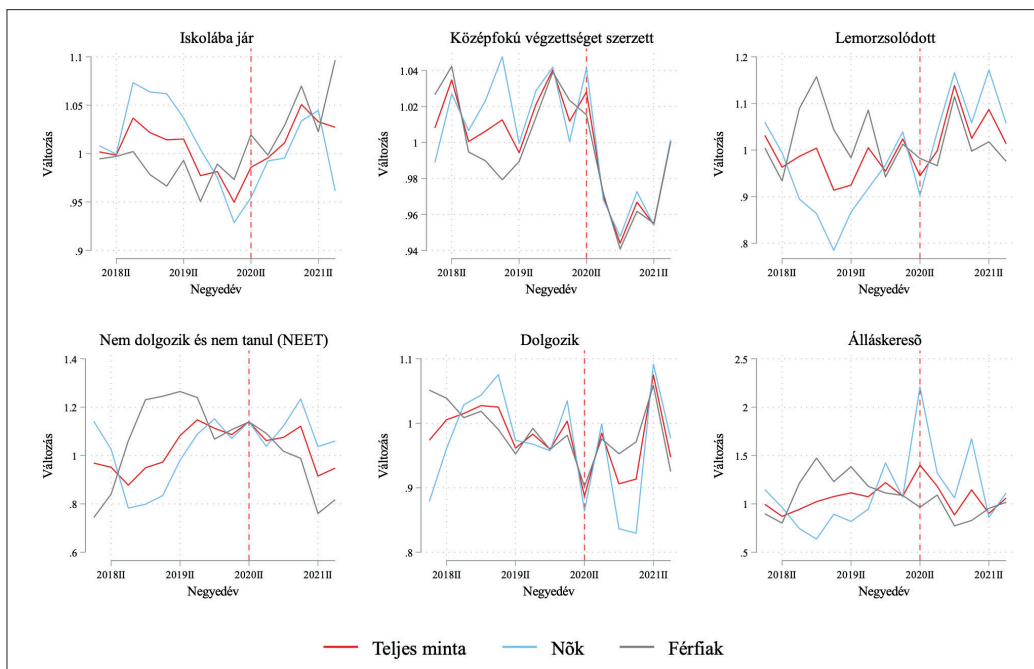 Iskolába jár
Változás
1.1
1.05
1
.95
.9
2018II 2019II 2020II 2021II
Negyedév
Középfokú végzettséget szerzett
Változás
1.04
1.02
1
.98
.96
.94
2018II 2019II 2020II 2021II
Negyedév
Lemorzsolódott
Változás
1.2
1.1
1
.9
.8
2018II 2019II 2020II 2021II
Negyedév
Nem dolgozik és nem tanul (NEET)
Változás
1.4
1.2
1
.8
.6
2018II 2019II 2020II 2021II
Negyedév
Dolgozik
Változás
1.1
1
.9
.8
2018II 2019II 2020II 2021II
Negyedév
Álláskeresõ
Változás
2.5
2
1.5
1
.5
2018II 2019II 2020II 2021II
Negyedév
Teljes minta Nõk Férfiak